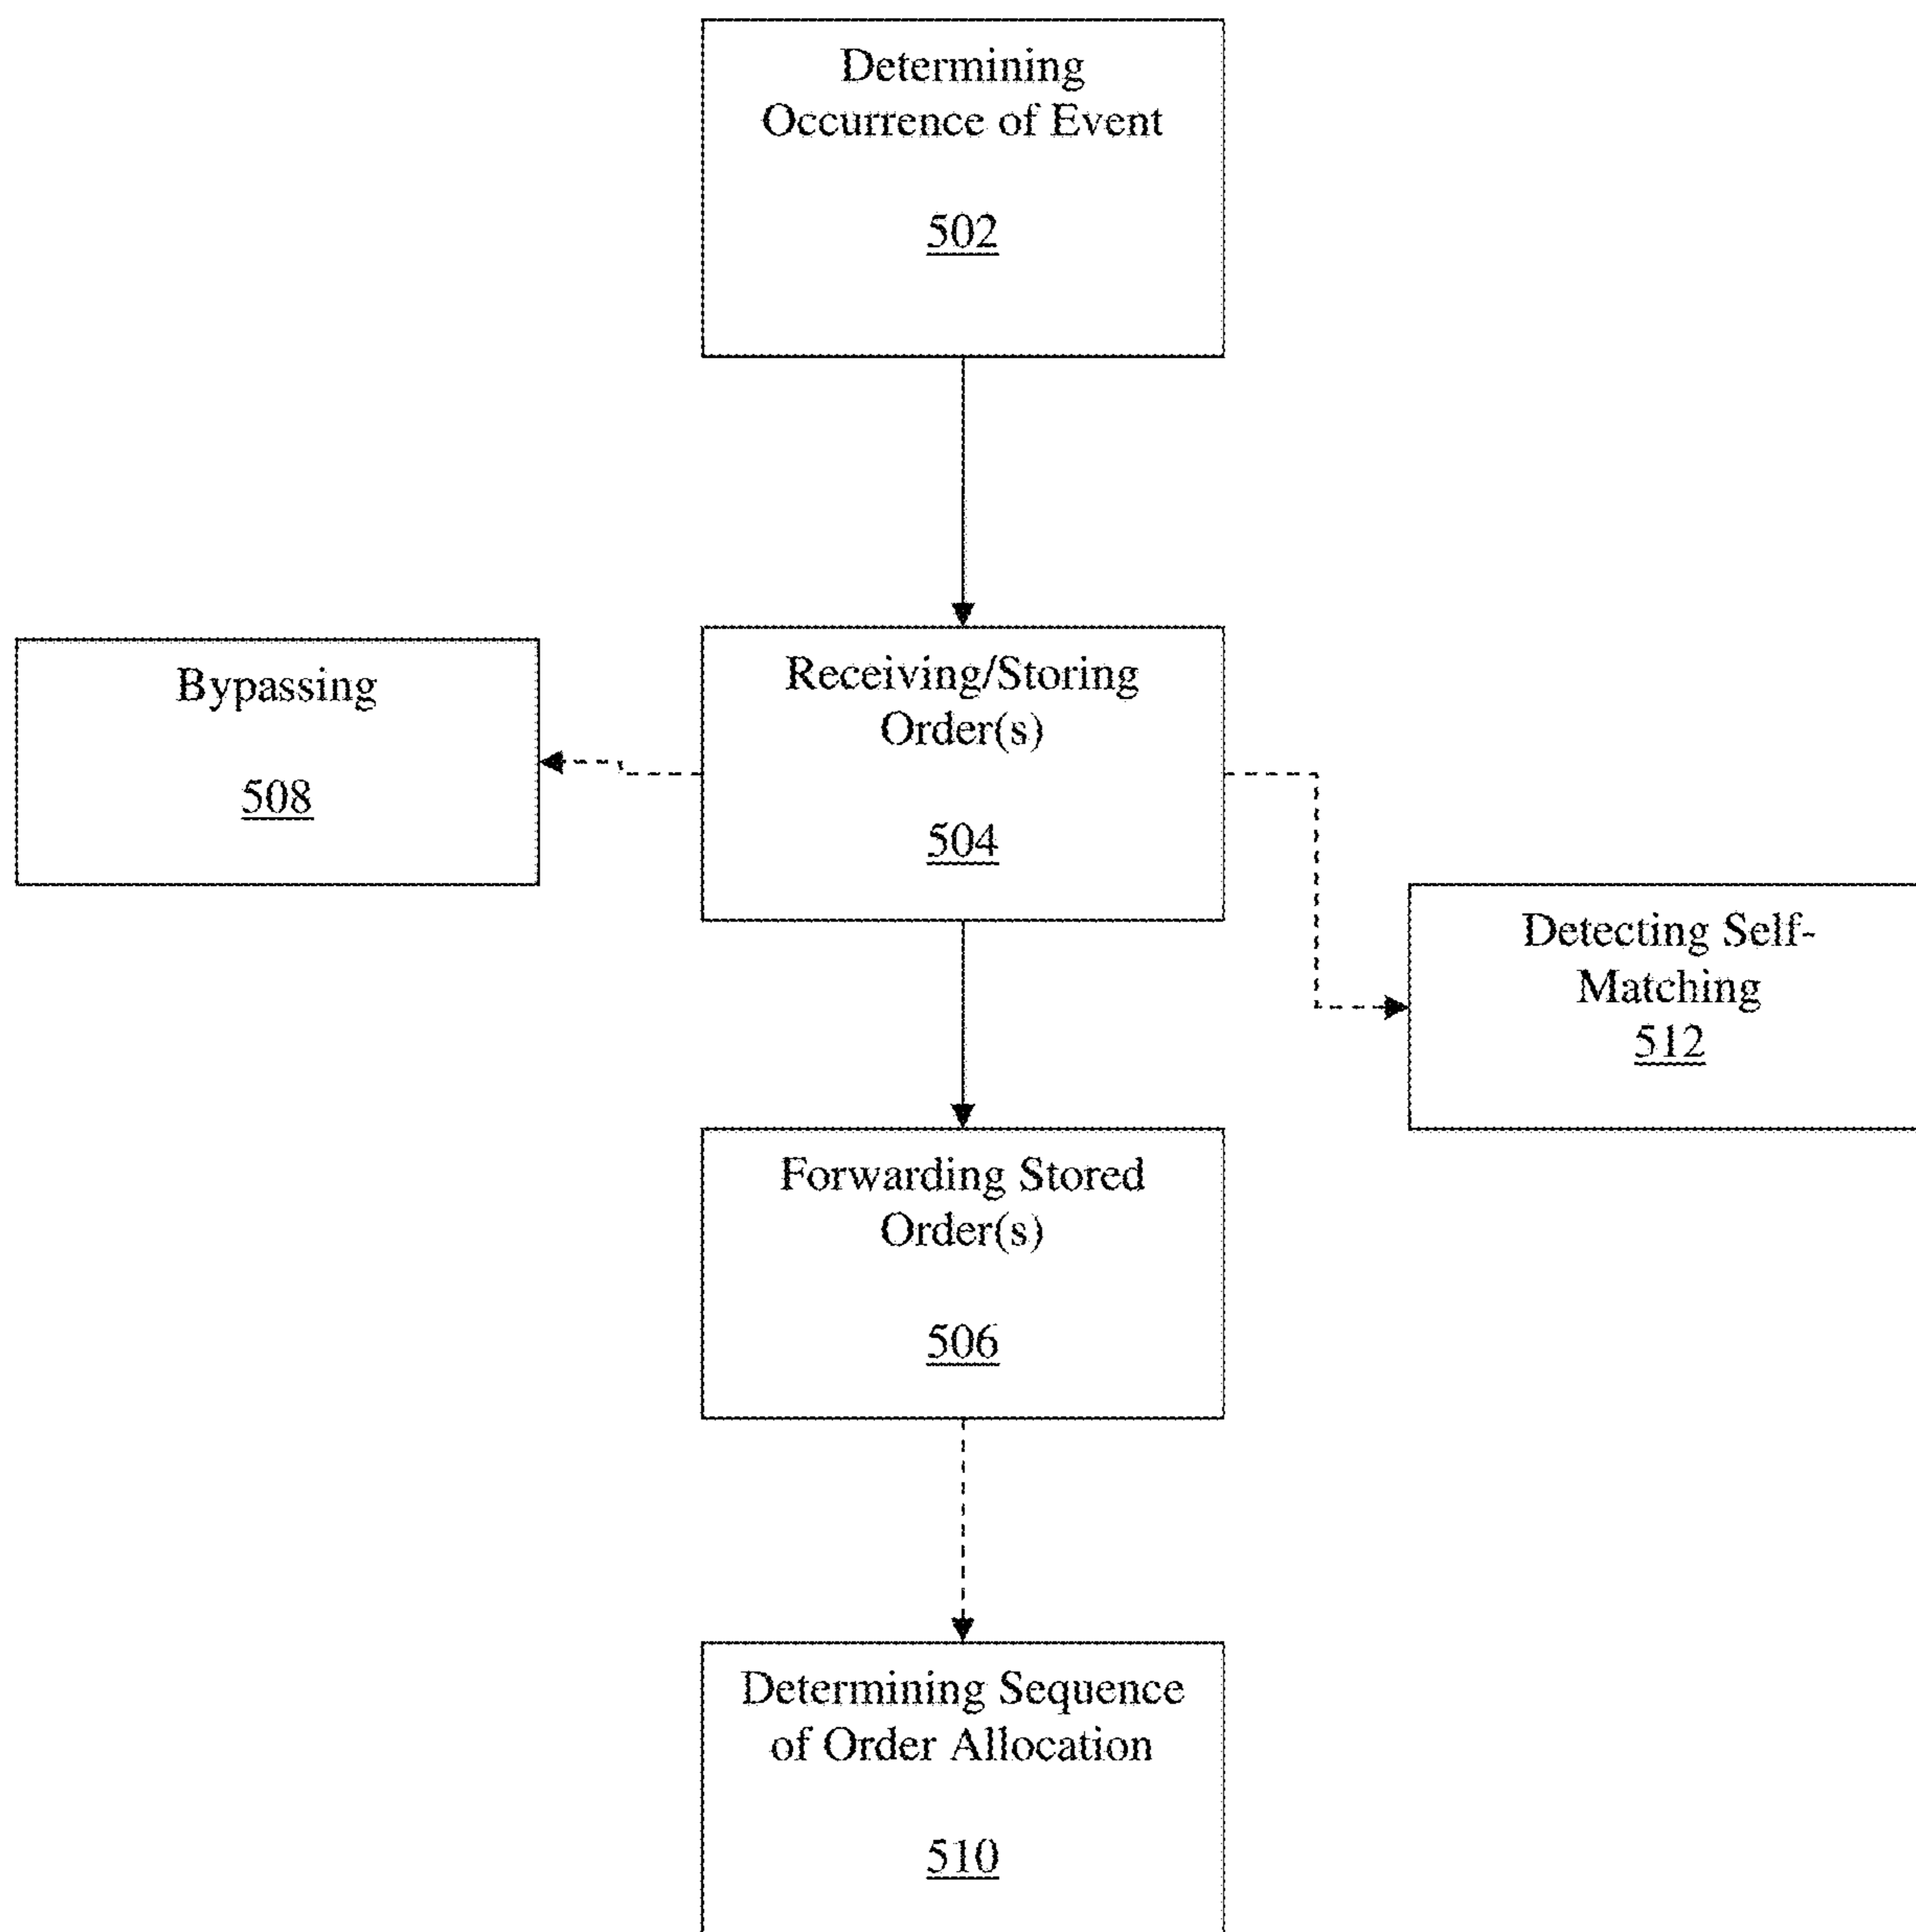 Determining
Occurrence of Event
502
Bypassing
508
Receiving/Storing
Order(s)
504
Detecting Self-
Matching
512
Forwarding Stored
Order(s)
506
Determining Sequence
of Order Allocation
510